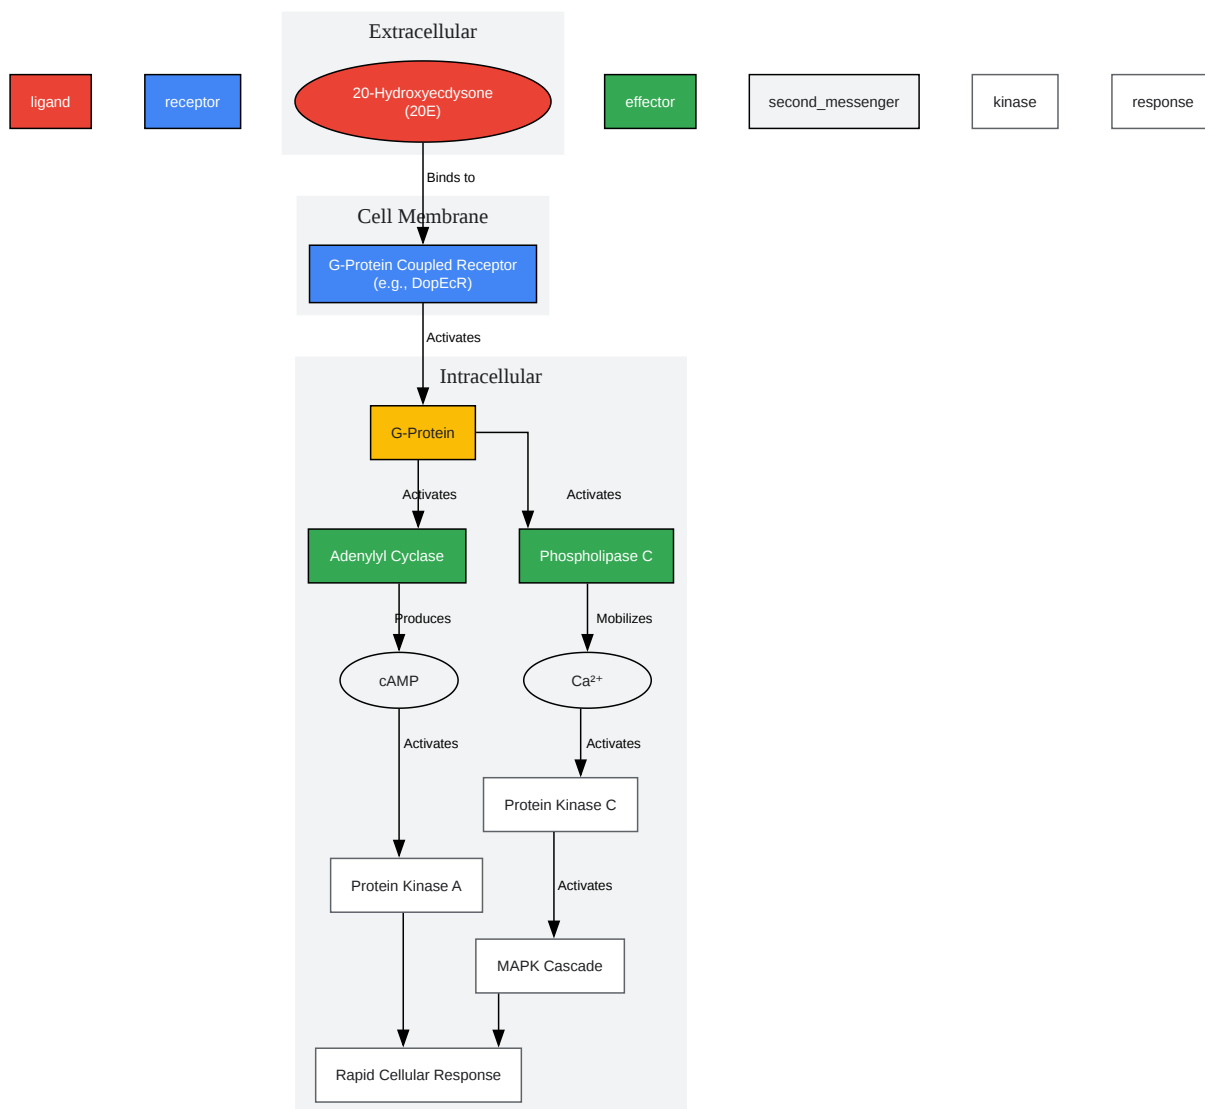 Extracellular
ligand
receptor
20-Hydroxyecdysone
(20E)
effector
second_messenger
kinase
response
Binds to
Cell Membrane
G-Protein Coupled Receptor
(e.g., DopEcR)
Activates
Intracellular
G-Protein
Activates
Activates
Adenylyl Cyclase
Phospholipase C
Produces
Mobilizes
cAMP
Ca²⁺
Activates
Activates
Protein Kinase C
Protein Kinase A
Activates
MAPK Cascade
Rapid Cellular Response